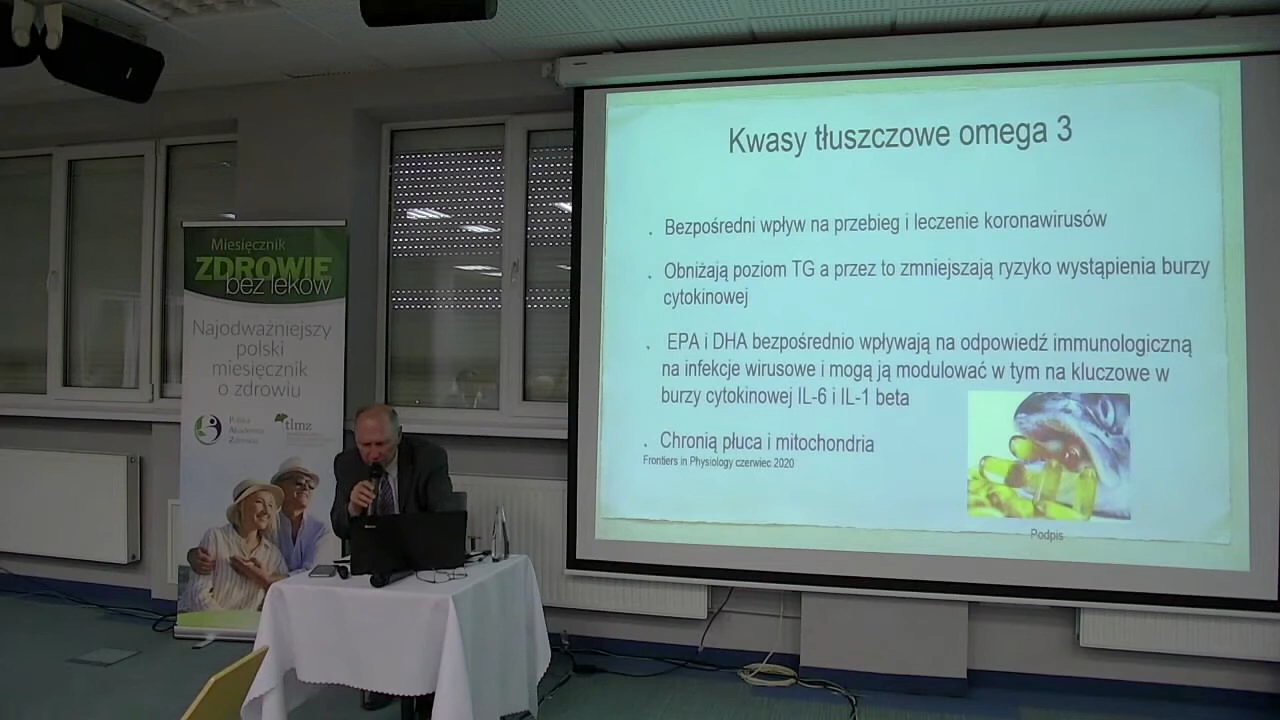 Miesięcznik
ZDROWIE
bez leków
Najodważniejszy
polski
miesięcznik
o zdrowiu
Polska
Akademia
Zdrowia
tlmz
Kwasy tłuszczowe omega 3
. Bezpośredni wpływ na przebieg i leczenie koronawirusów
. Obniżają poziom TG a przez to zmniejszają ryzyko wystąpienia burzy
cytokinowej
. EPA i DHA bezpośrednio wpływają na odpowiedź immunologiczną
na infekcje wirusowe i mogą ją modulować w tym na kluczowe w
burzy cytokinowej IL-6 i IL-1 beta
. Chronią płuca i mitochondria
Frontiers in Physiology czerwiec 2020
Podpis